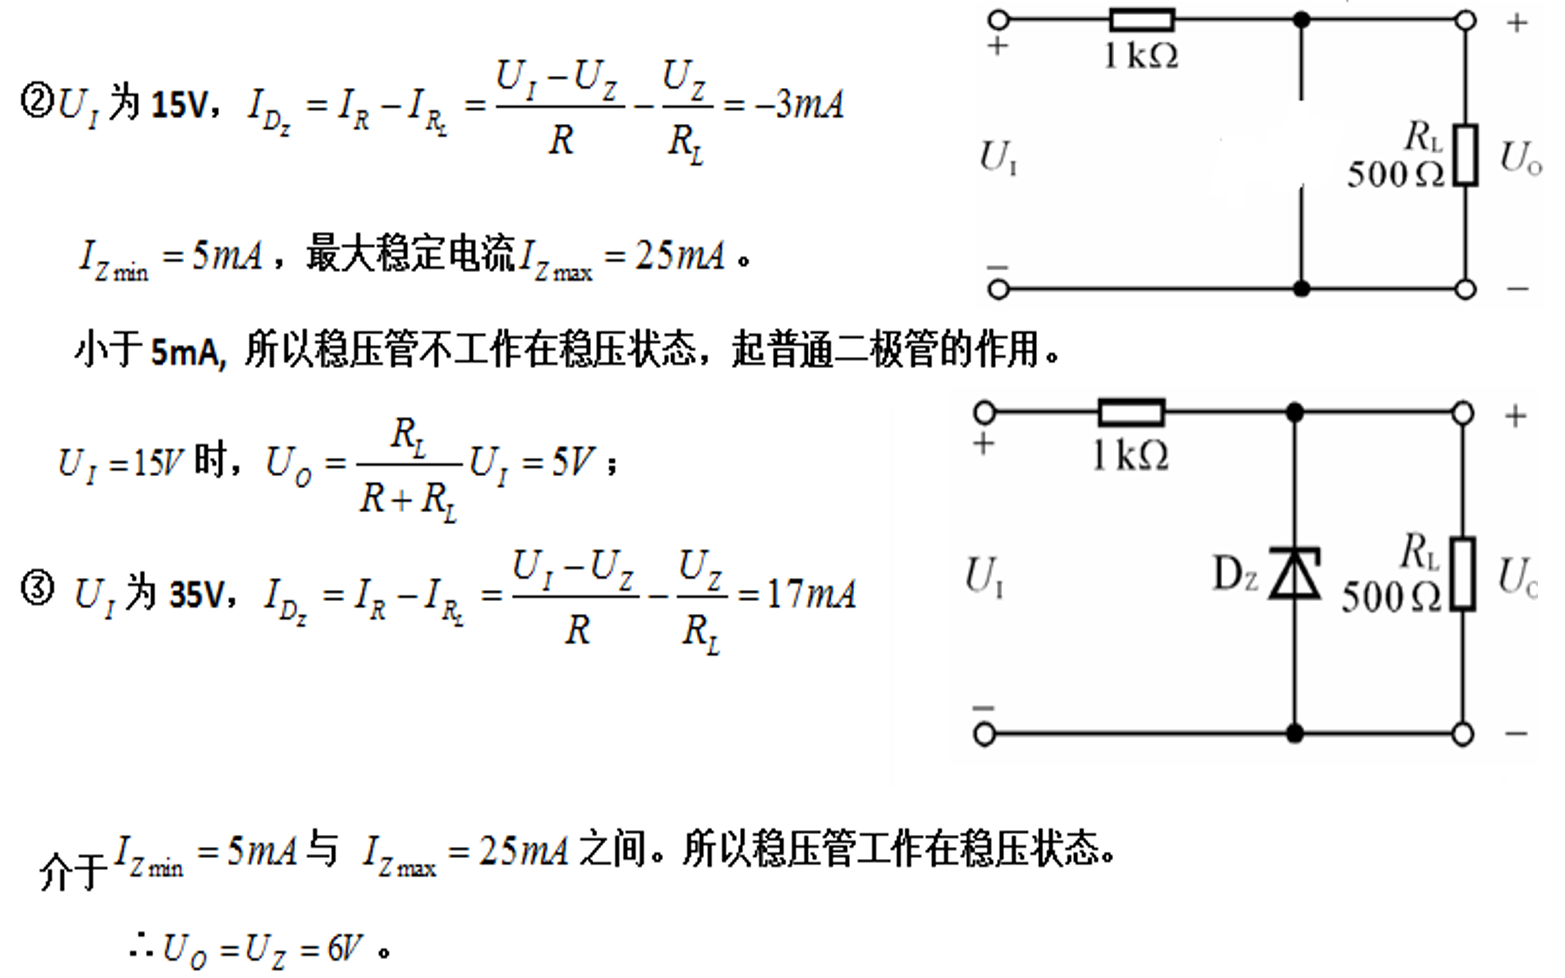 ②U_I 为 15V， I_{D_Z} = I_R − I_{R_L} = \frac{U_I − U_Z}{R} − \frac{U_Z}{R_L} = −3mA
I_{Z min} = 5mA，最大稳定电流 I_{Z max} = 25mA 。
小于 5mA, 所以稳压管不工作在稳压状态，起普通二极管的作用。
U_I = 15V 时， U_O = \frac{R_L}{R + R_L} U_I = 5V ；
③ U_I 为 35V， I_{D_Z} = I_R − I_{R_L} = \frac{U_I − U_Z}{R} − \frac{U_Z}{R_L} = 17mA
介于 I_{Z min} = 5mA 与 I_{Z max} = 25mA 之间。所以稳压管工作在稳压状态。
∴ U_O = U_Z = 6V 。
+
1 kΩ
+
U_I
R_L
500 Ω
U_O
−
−
+
1 kΩ
+
U_I
D_Z
R_L
500 Ω
U_O
−
−